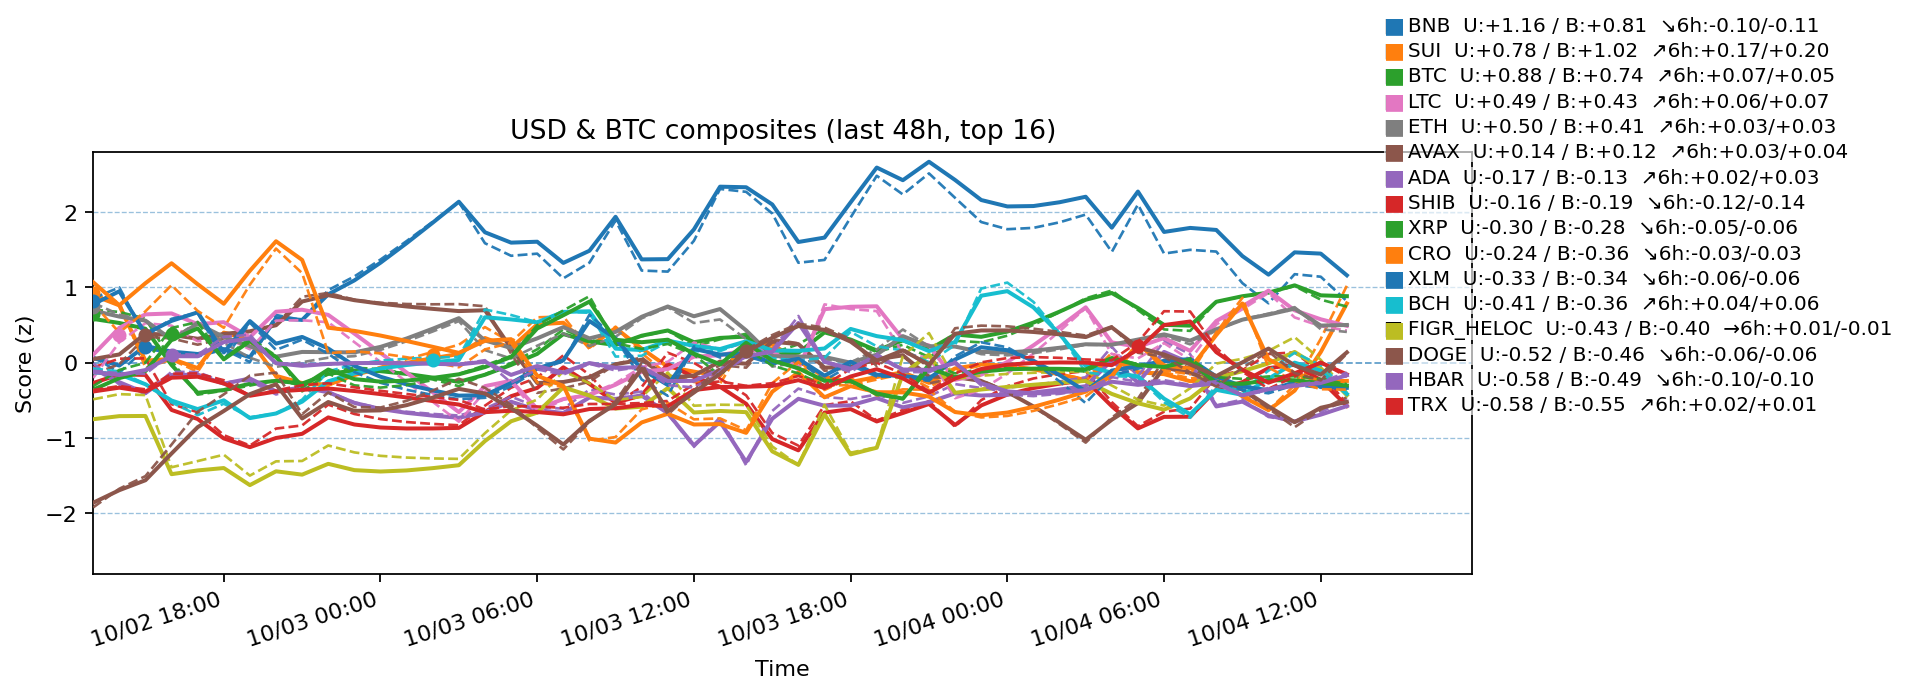 BNB  U:+1.16 / B:+0.81  ↘6h:-0.10/-0.11
SUI  U:+0.78 / B:+1.02  ↗6h:+0.17/+0.20
BTC  U:+0.88 / B:+0.74  ↗6h:+0.07/+0.05
LTC  U:+0.49 / B:+0.43  ↗6h:+0.06/+0.07
ETH  U:+0.50 / B:+0.41  ↗6h:+0.03/+0.03
AVAX  U:+0.14 / B:+0.12  ↗6h:+0.03/+0.04
ADA  U:-0.17 / B:-0.13  ↗6h:+0.02/+0.03
SHIB  U:-0.16 / B:-0.19  ↘6h:-0.12/-0.14
XRP  U:-0.30 / B:-0.28  ↘6h:-0.05/-0.06
CRO  U:-0.24 / B:-0.36  ↘6h:-0.03/-0.03
XLM  U:-0.33 / B:-0.34  ↘6h:-0.06/-0.06
BCH  U:-0.41 / B:-0.36  ↗6h:+0.04/+0.06
FIGR_HELOC  U:-0.43 / B:-0.40  →6h:+0.01/-0.01
DOGE  U:-0.52 / B:-0.46  ↘6h:-0.06/-0.06
HBAR  U:-0.58 / B:-0.49  ↘6h:-0.10/-0.10
TRX  U:-0.58 / B:-0.55  ↗6h:+0.02/+0.01
USD & BTC composites (last 48h, top 16)
Score (z)
2
1
0
−1
−2
10/02 18:00
10/03 00:00
10/03 06:00
10/03 12:00
10/03 18:00
10/04 00:00
10/04 06:00
10/04 12:00
Time